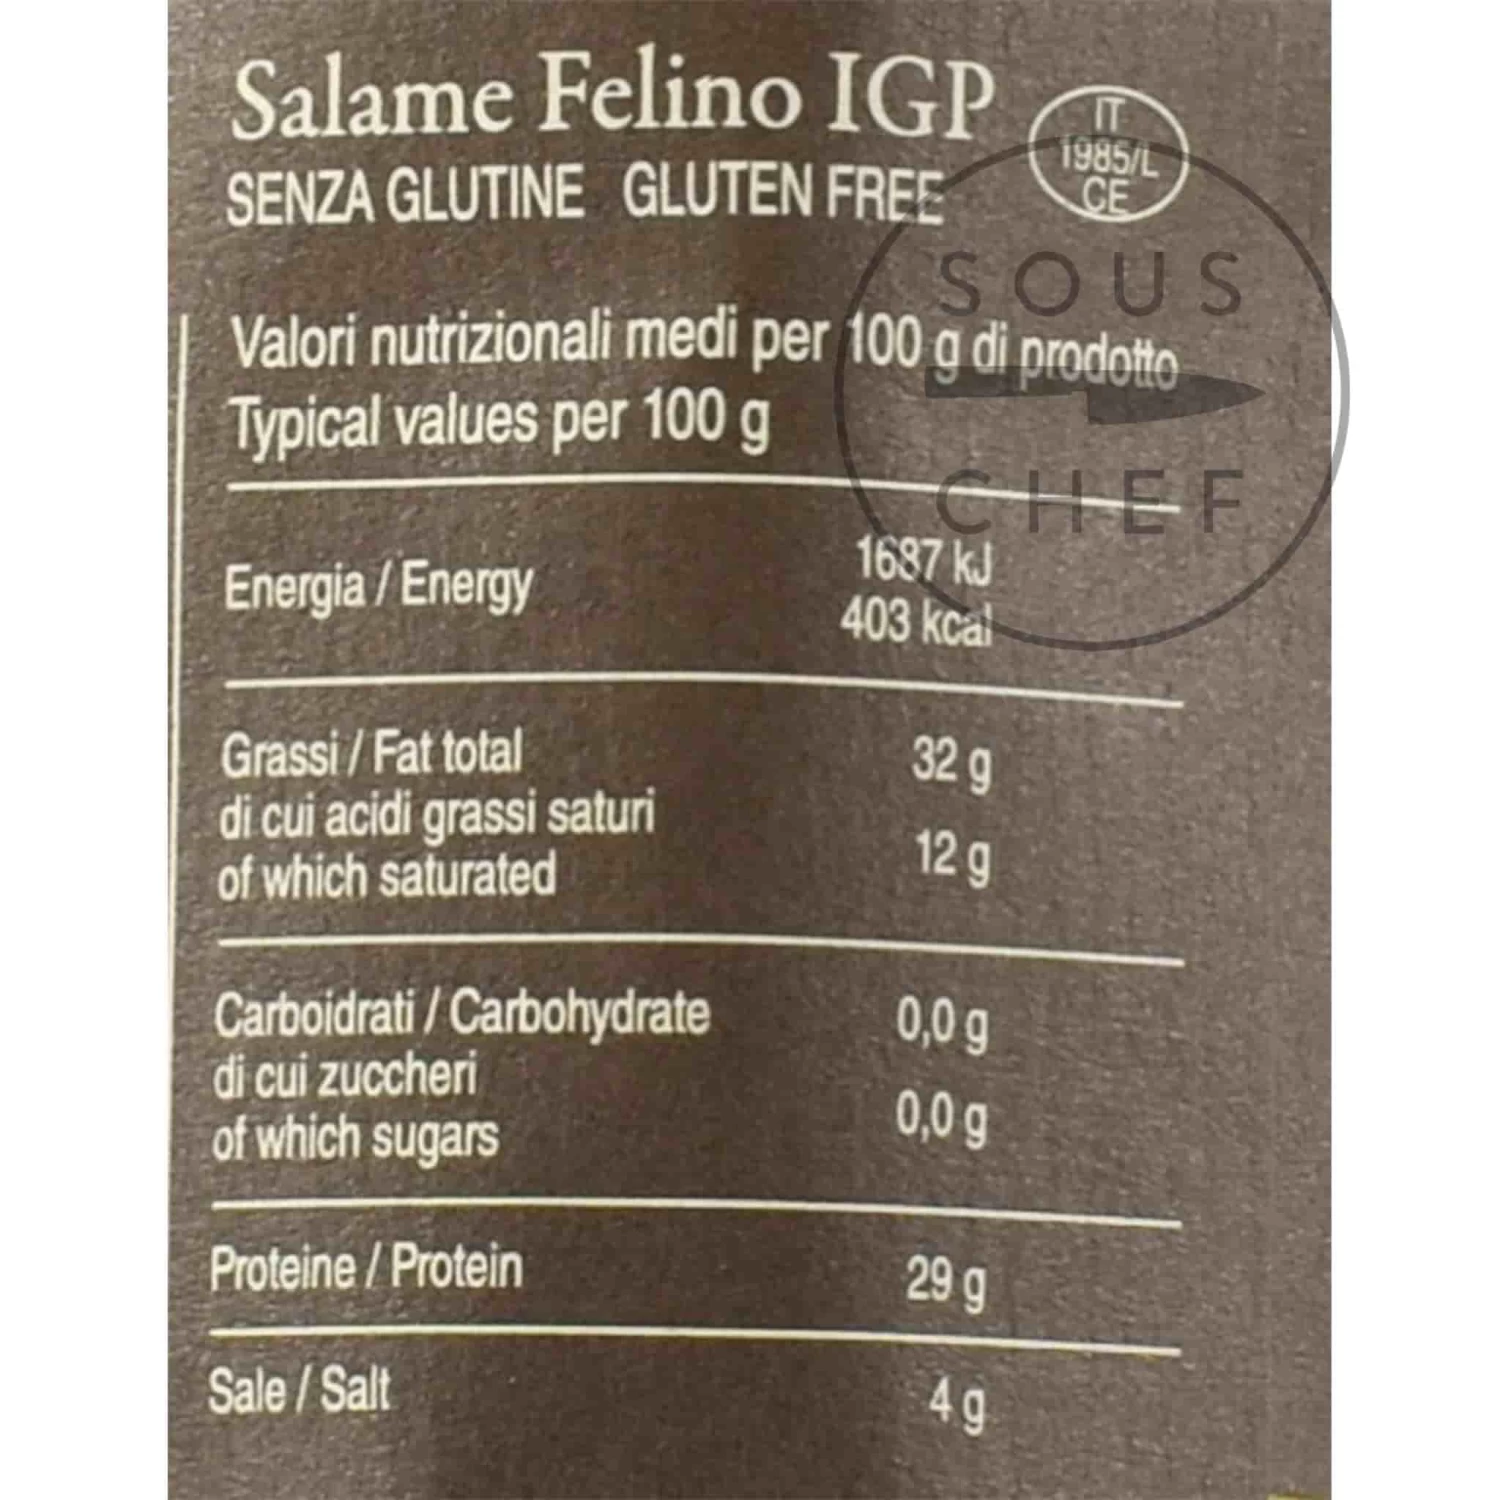 Salame Felino IGP
IT
1985/L
CE
SENZA GLUTINE GLUTEN FREE
SOUS
CHEF
Valori nutrizionali medi per 100 g di prodotto
Typical values per 100 g
Energia / Energy 1687 kJ
403 kcal
Grassi / Fat total 32 g
di cui acidi grassi saturi
of which saturated 12 g
Carboidrati / Carbohydrate 0,0 g
di cui zuccheri
of which sugars 0,0 g
Proteine / Protein 29 g
Sale / Salt 4 g